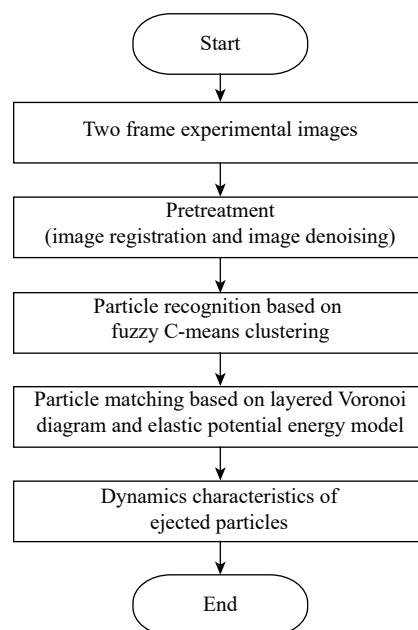 Start
Two frame experimental images
Pretreatment
(image registration and image denoising)
Particle recognition based on
fuzzy C-means clustering
Particle matching based on layered Voronoi
diagram and elastic potential energy model
Dynamics characteristics of
ejected particles
End